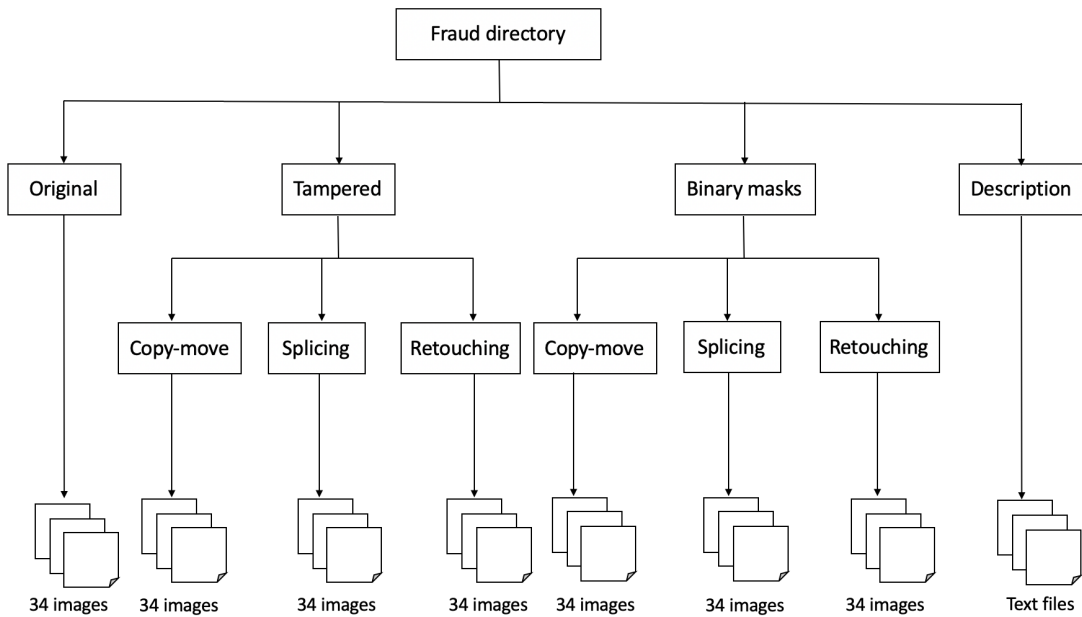 Fraud directory
Original
Tampered
Binary masks
Description
Copy-move
Splicing
Retouching
Copy-move
Splicing
Retouching
34 images
34 images
34 images
34 images
34 images
34 images
34 images
Text files